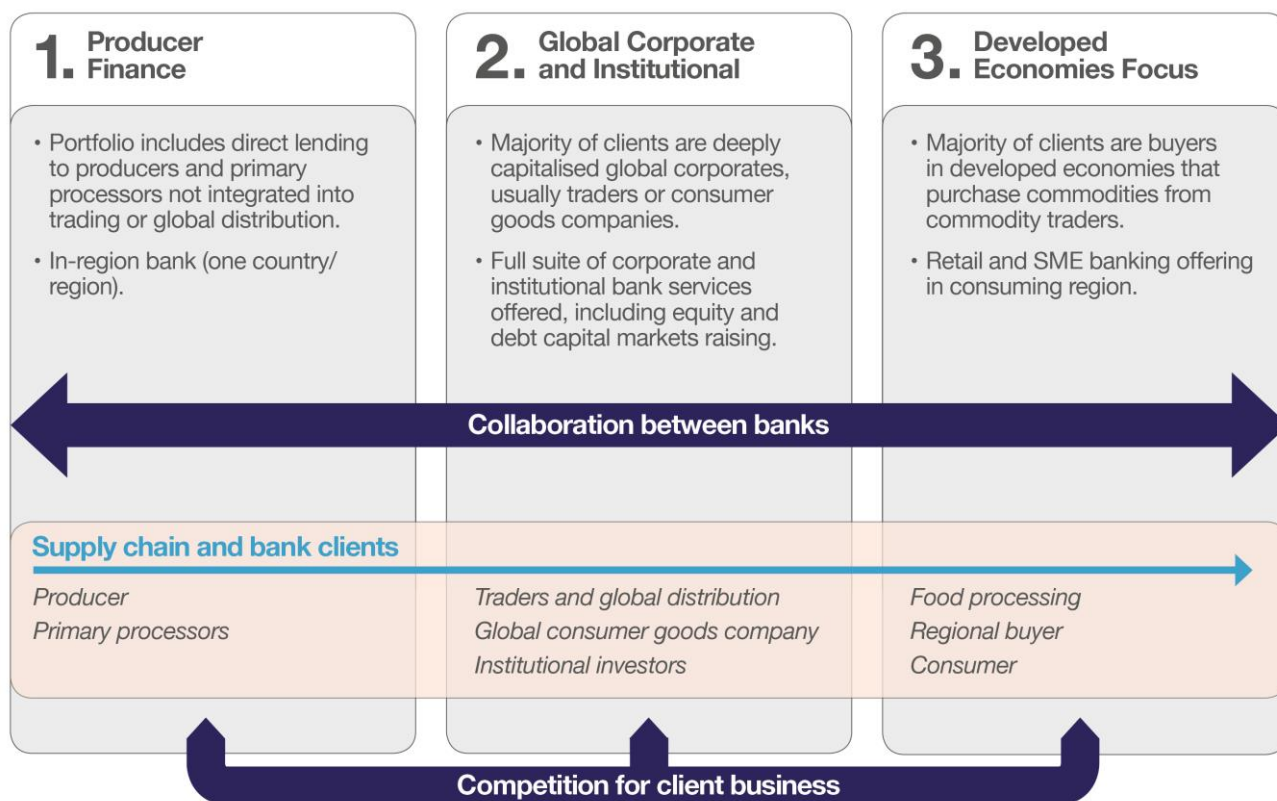 1. Producer
Finance
• Portfolio includes direct lending
to producers and primary
processors not integrated into
trading or global distribution.
• In-region bank (one country/
region).
2. Global Corporate
and Institutional
• Majority of clients are deeply
capitalised global corporates,
usually traders or consumer
goods companies.
• Full suite of corporate and
institutional bank services
offered, including equity and
debt capital markets raising.
3. Developed
Economies Focus
• Majority of clients are buyers
in developed economies that
purchase commodities from
commodity traders.
• Retail and SME banking offering
in consuming region.
Collaboration between banks
Supply chain and bank clients
Producer
Primary processors
Traders and global distribution
Global consumer goods company
Institutional investors
Food processing
Regional buyer
Consumer
Competition for client business